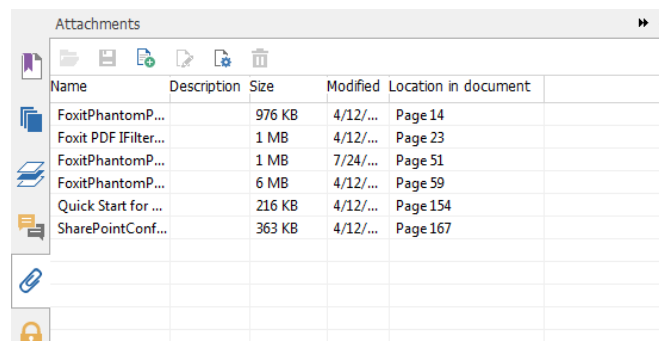 Attachments
Name Description Size Modified Location in document
FoxitPhantomP... 976 KB 4/12/... Page 14
Foxit PDF IFilter... 1 MB 4/12/... Page 23
FoxitPhantomP... 1 MB 7/24/... Page 51
FoxitPhantomP... 6 MB 4/12/... Page 59
Quick Start for ... 216 KB 4/12/... Page 154
SharePointConf... 363 KB 4/12/... Page 167